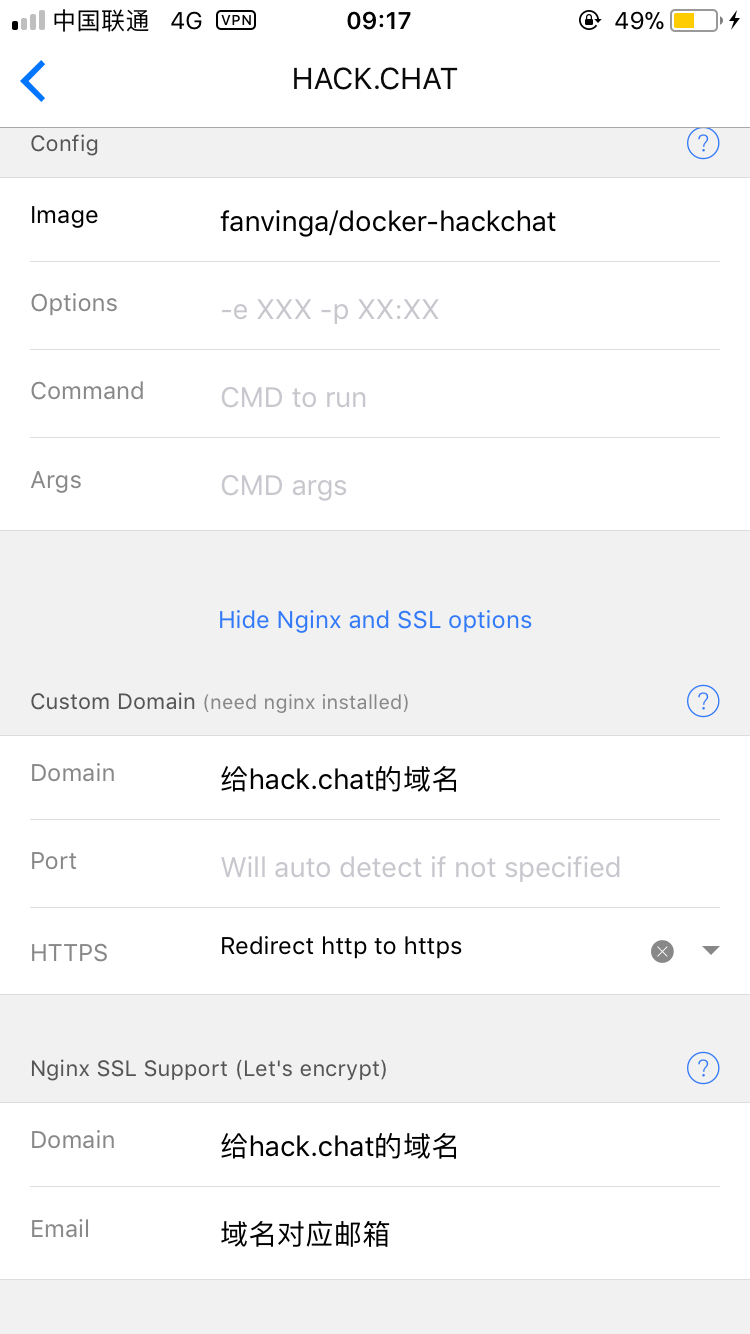 中国联通 4G VPN 09:17 49%
HACK.CHAT
Config ?
Image fanvinga/docker-hackchat
Options -e XXX -p XX:XX
Command CMD to run
Args CMD args
Hide Nginx and SSL options
Custom Domain (need nginx installed) ?
Domain 给hack.chat的域名
Port Will auto detect if not specified
HTTPS Redirect http to https
Nginx SSL Support (Let's encrypt) ?
Domain 给hack.chat的域名
Email 域名对应邮箱